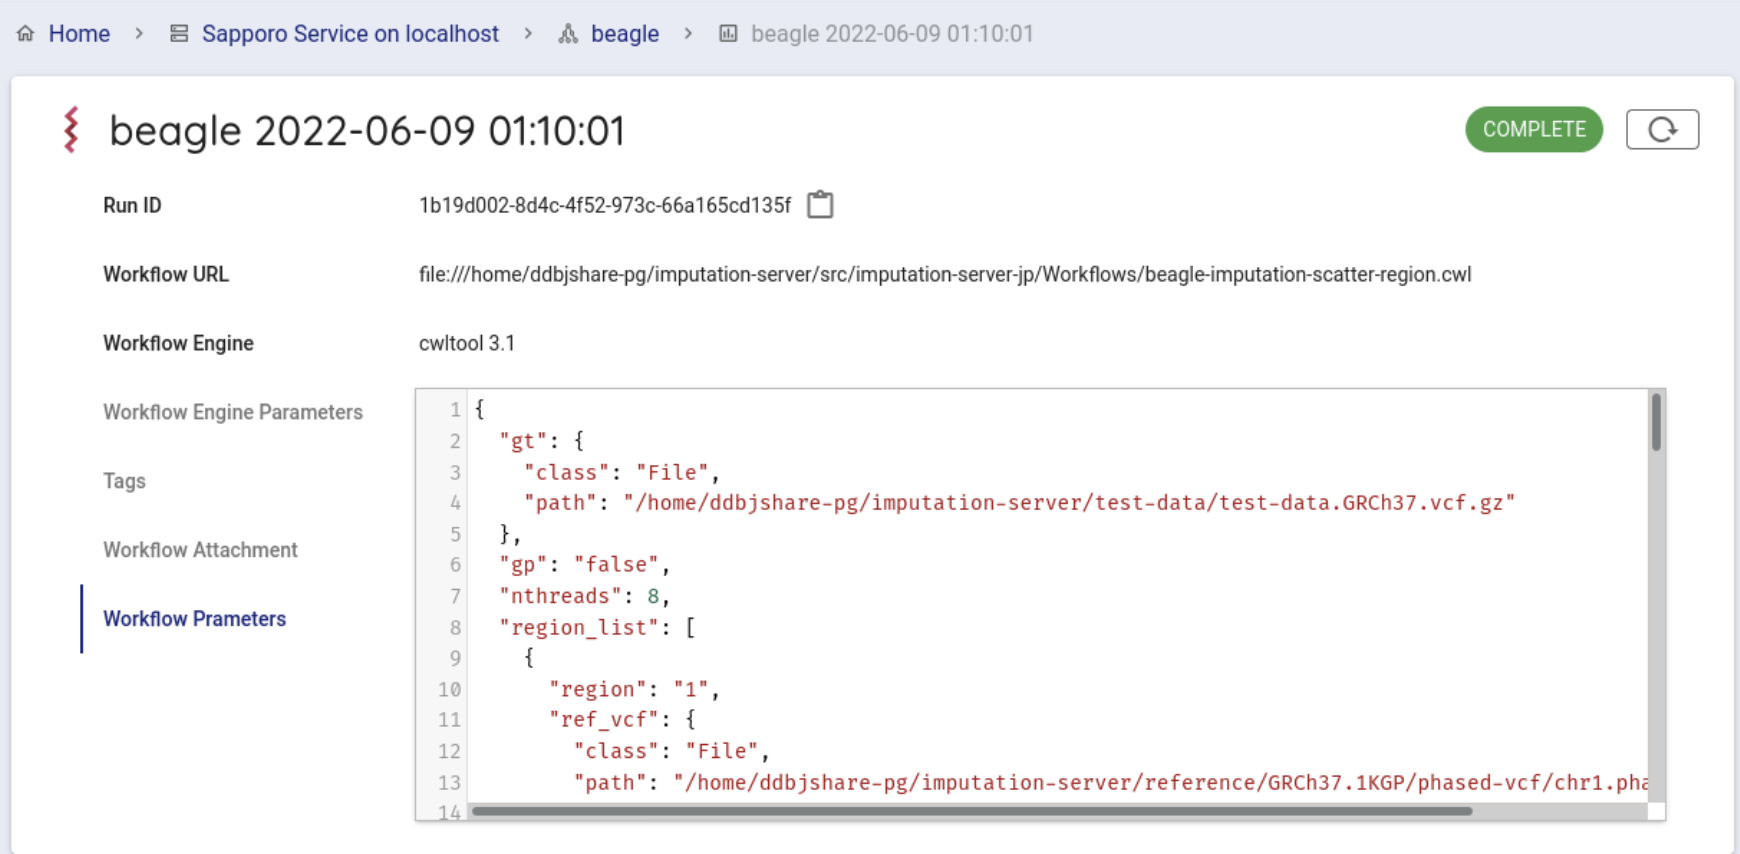 Home > Sapporo Service on localhost > beagle > beagle 2022-06-09 01:10:01
beagle 2022-06-09 01:10:01 COMPLETE
Run ID 1b19d002-8d4c-4f52-973c-66a165cd135f
Workflow URL file:///home/ddbjshare-pg/imputation-server/src/imputation-server-jp/Workflows/beagle-imputation-scatter-region.cwl
Workflow Engine cwltool 3.1
Workflow Engine Parameters
Tags
Workflow Attachment
Workflow Prameters
1 {
2 "gt": {
3 "class": "File",
4 "path": "/home/ddbjshare-pg/imputation-server/test-data/test-data.GRCh37.vcf.gz"
5 },
6 "gp": "false",
7 "nthreads": 8,
8 "region_list": [
9 {
10 "region": "1",
11 "ref_vcf": {
12 "class": "File",
13 "path": "/home/ddbjshare-pg/imputation-server/reference/GRCh37.1KGP/phased-vcf/chr1.pha
14